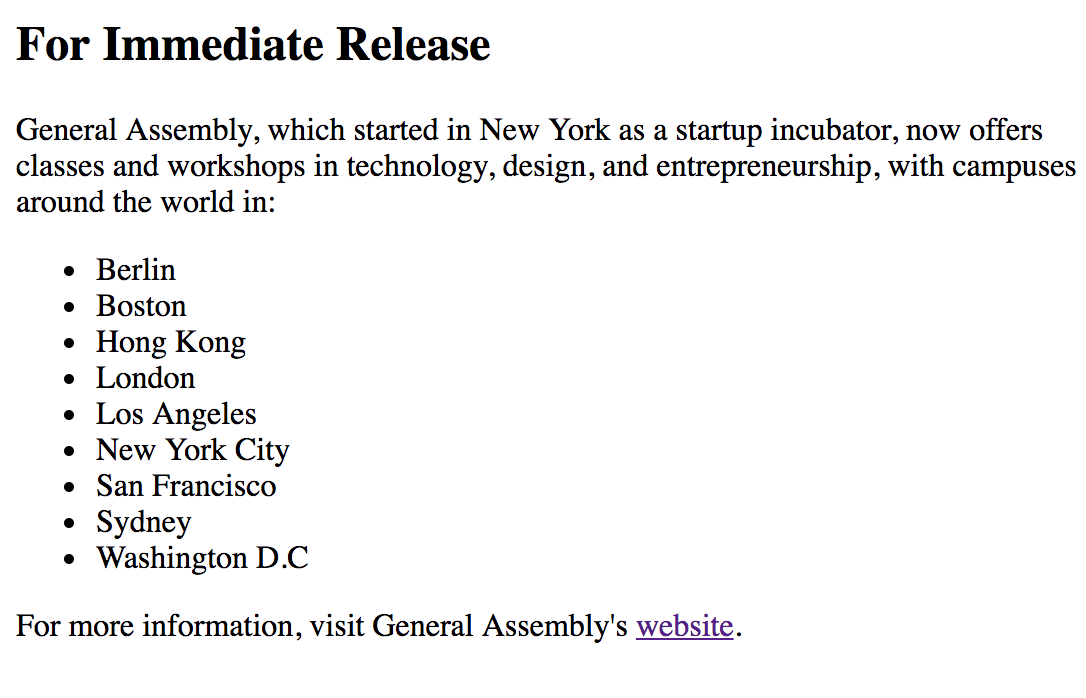 For Immediate Release
General Assembly, which started in New York as a startup incubator, now offers
classes and workshops in technology, design, and entrepreneurship, with campuses
around the world in:
• Berlin
• Boston
• Hong Kong
• London
• Los Angeles
• New York City
• San Francisco
• Sydney
• Washington D.C
For more information, visit General Assembly's website.